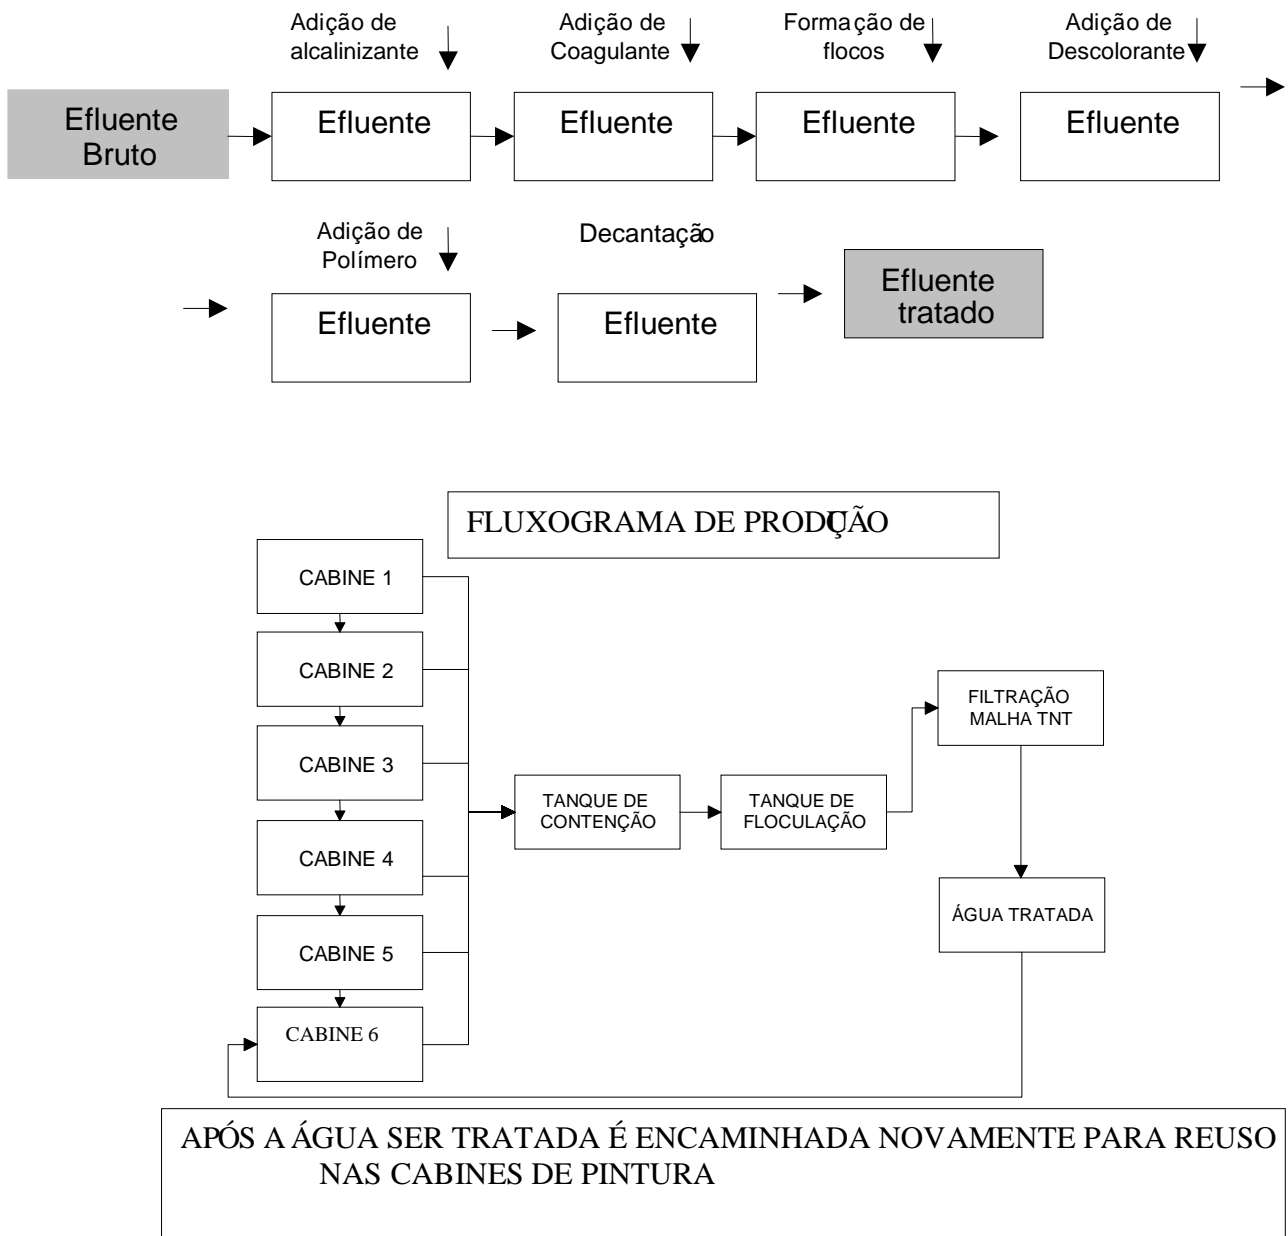 Adição de
alcalinizante
Adição de
Coagulante
Formação de
flocos
Adição de
Descolorante
Efluente
Bruto
Efluente
Efluente
Efluente
Efluente
Adição de
Polímero
Decantação
Efluente
Efluente
Efluente
tratado
FLUXOGRAMA DE PRODUÇÃO
CABINE 1
CABINE 2
CABINE 3
CABINE 4
CABINE 5
CABINE 6
TANQUE DE
CONTENÇÃO
TANQUE DE
FLOCULAÇÃO
FILTRAÇÃO
MALHA TNT
ÁGUA TRATADA
APÓS A ÁGUA SER TRATADA É ENCAMINHADA NOVAMENTE PARA REUSO
NAS CABINES DE PINTURA